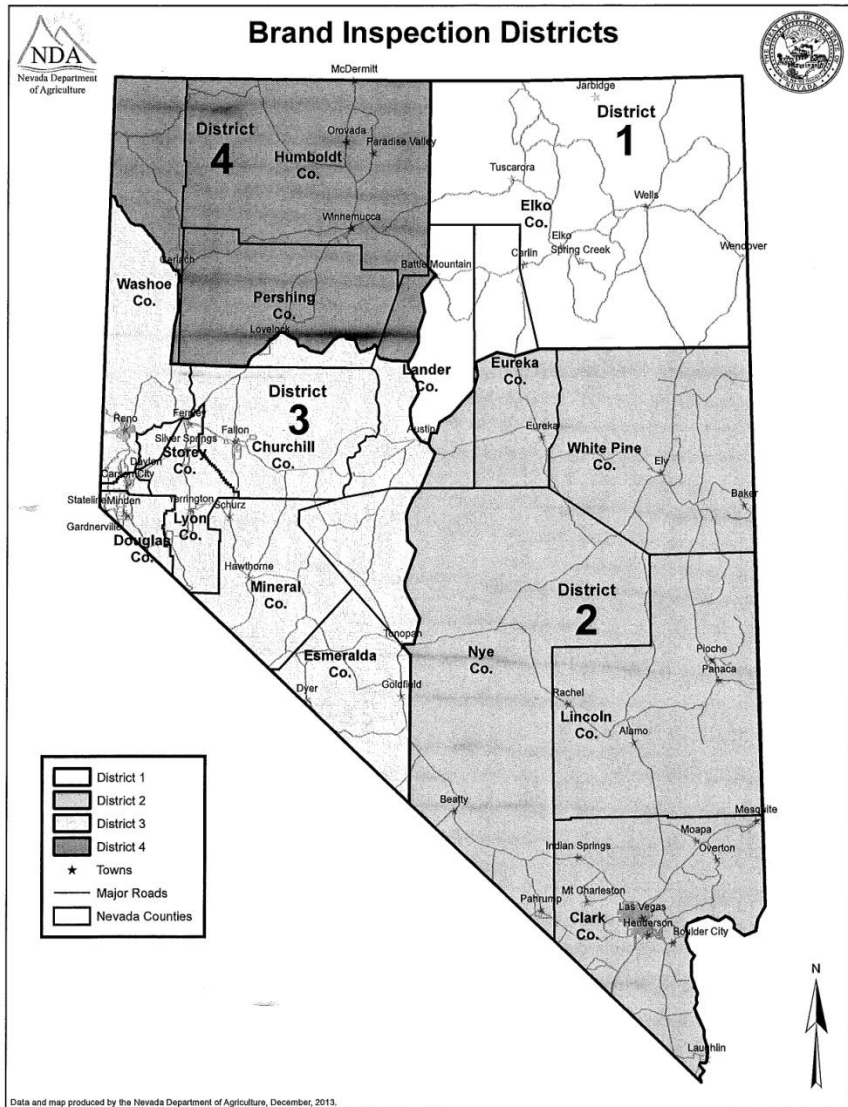 Brand Inspection Districts
NDA
Nevada Department
of Agriculture
McDermitt
Jarbidge
District
4
District
1
Orovada
Paradise Valley
Humboldt
Co.
Tuscarora
Wells
Elko
Co.
Winnemucca
Elko
Spring Creek
Carlin
Wendover
Gerlach
Battle Mountain
Washoe
Co.
Pershing
Co.
Lovelock
Lander
Co.
Eureka
Co.
District
3
Reno
Fernley
Silver Springs
Fallon
Churchill
Co.
Austin
Eureka
White Pine
Co.
Ely
Storey
Co.
Dayton
Carson City
Baker
Stateline
Minden
Yerrington
Schurz
Gardnerville
Lyon
Co.
Douglas
Co.
Hawthorne
Mineral
Co.
District
2
Tonopah
Esmeralda
Co.
Nye
Co.
Pioche
Panaca
Dyer
Goldfield
Rachel
Lincoln
Co.
Alamo
District 1
District 2
District 3
District 4
Towns
Major Roads
Nevada Counties
Beatty
Mesquite
Moapa
Overton
Indian Springs
Mt Charleston
Pahrump
Las Vegas
Henderson
Clark
Co.
Boulder City
Laughlin
N
Data and map produced by the Nevada Department of Agriculture, December, 2013.